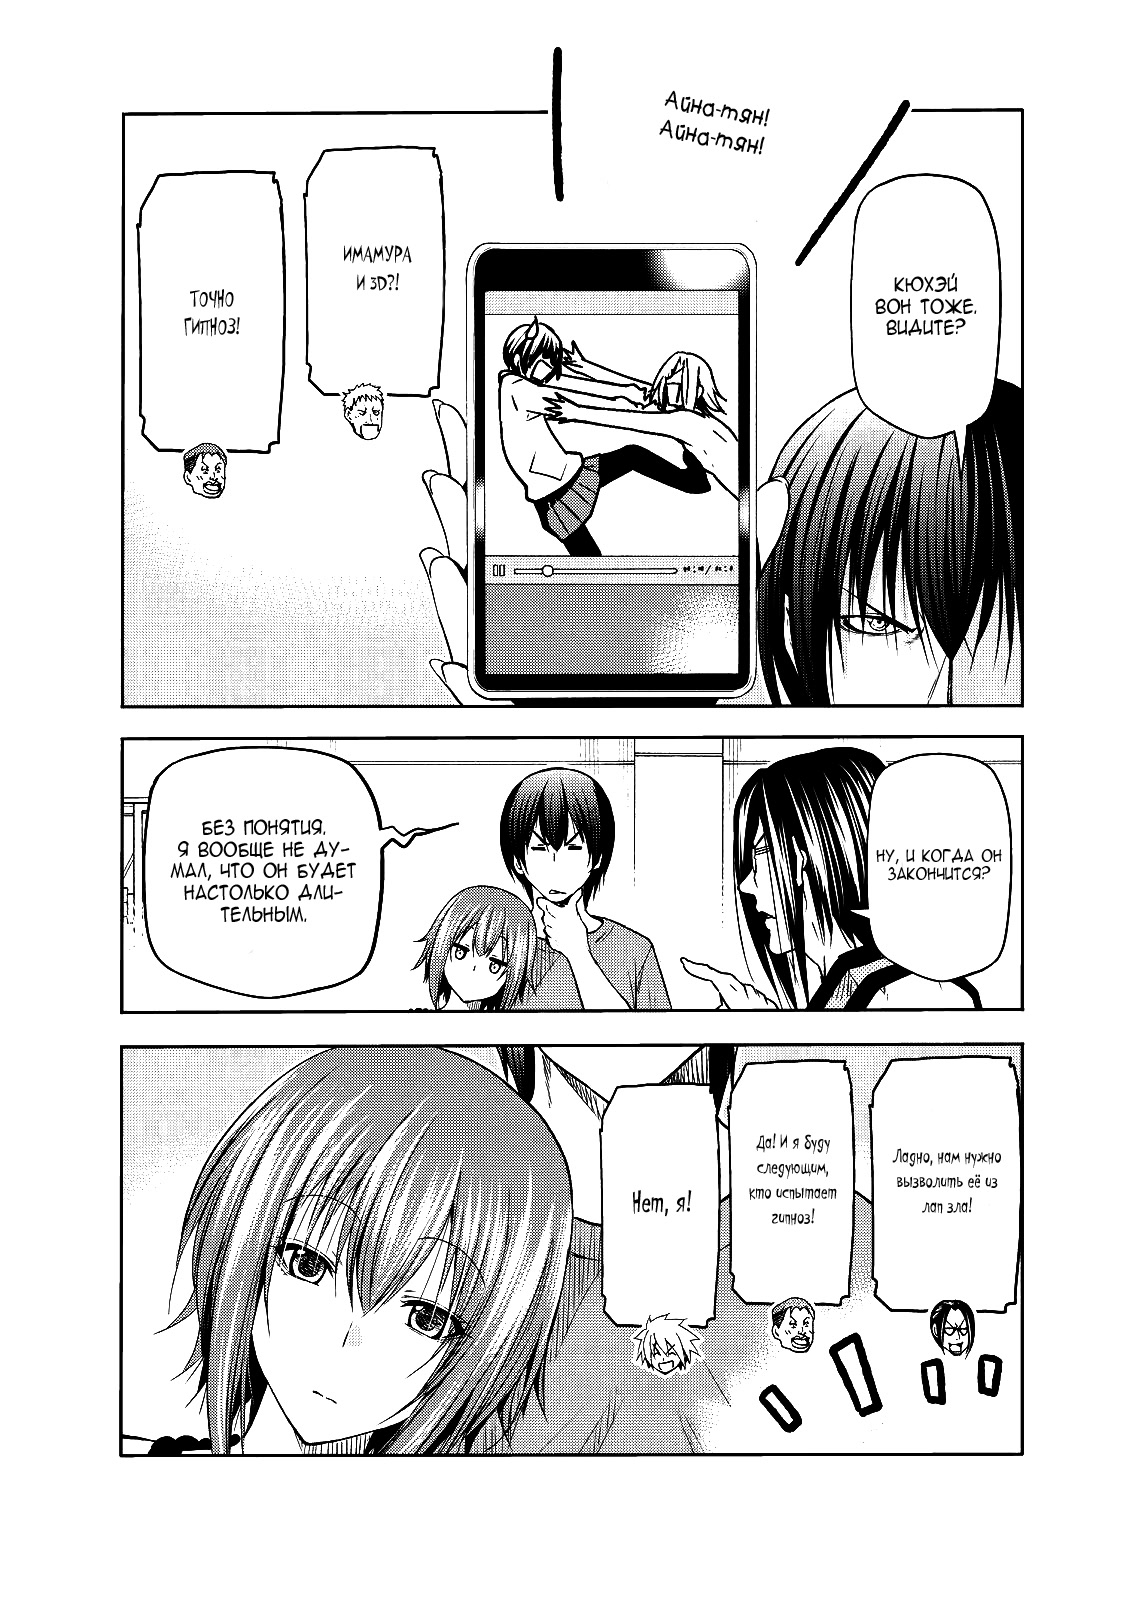 Айна-тян!
Айна-тян!
КЮХЭЙ
ВОН ТОЖЕ.
ВИДИТЕ?
ИМАМУРА
И 3D?!
ТОЧНО
ГИПНОЗ!
НУ, И КОГДА ОН
ЗАКОНЧИТСЯ?
БЕЗ ПОНЯТИЯ.
Я ВООБЩЕ НЕ ДУ-
МАЛ, ЧТО ОН БУДЕТ
НАСТОЛЬКО ДЛИ-
ТЕЛЬНЫМ.
Ладно, нам нужно
вызволить её из
лап зла!
Да! И я буду
следующим,
кто испытает
гипноз!
Нет, я!